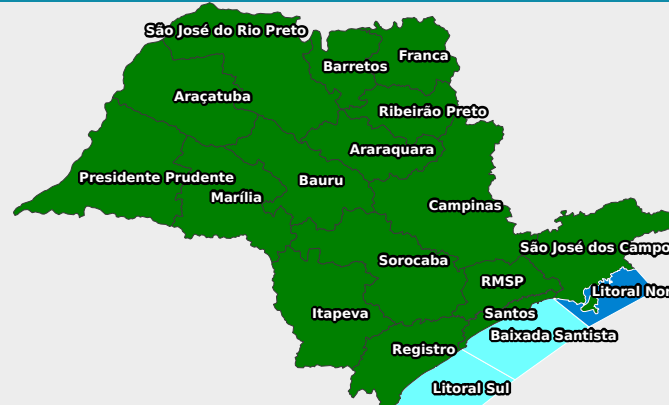 São José do Rio Preto
Franca
Barretos
Araçatuba
Ribeirão Preto
Araraquara
Presidente Prudente
Bauru
Marília
Campinas
São José dos Campo
Sorocaba
RMSP
Litoral Nor
Itapeva
Santos
Baixada Santista
Registro
Litoral Sul